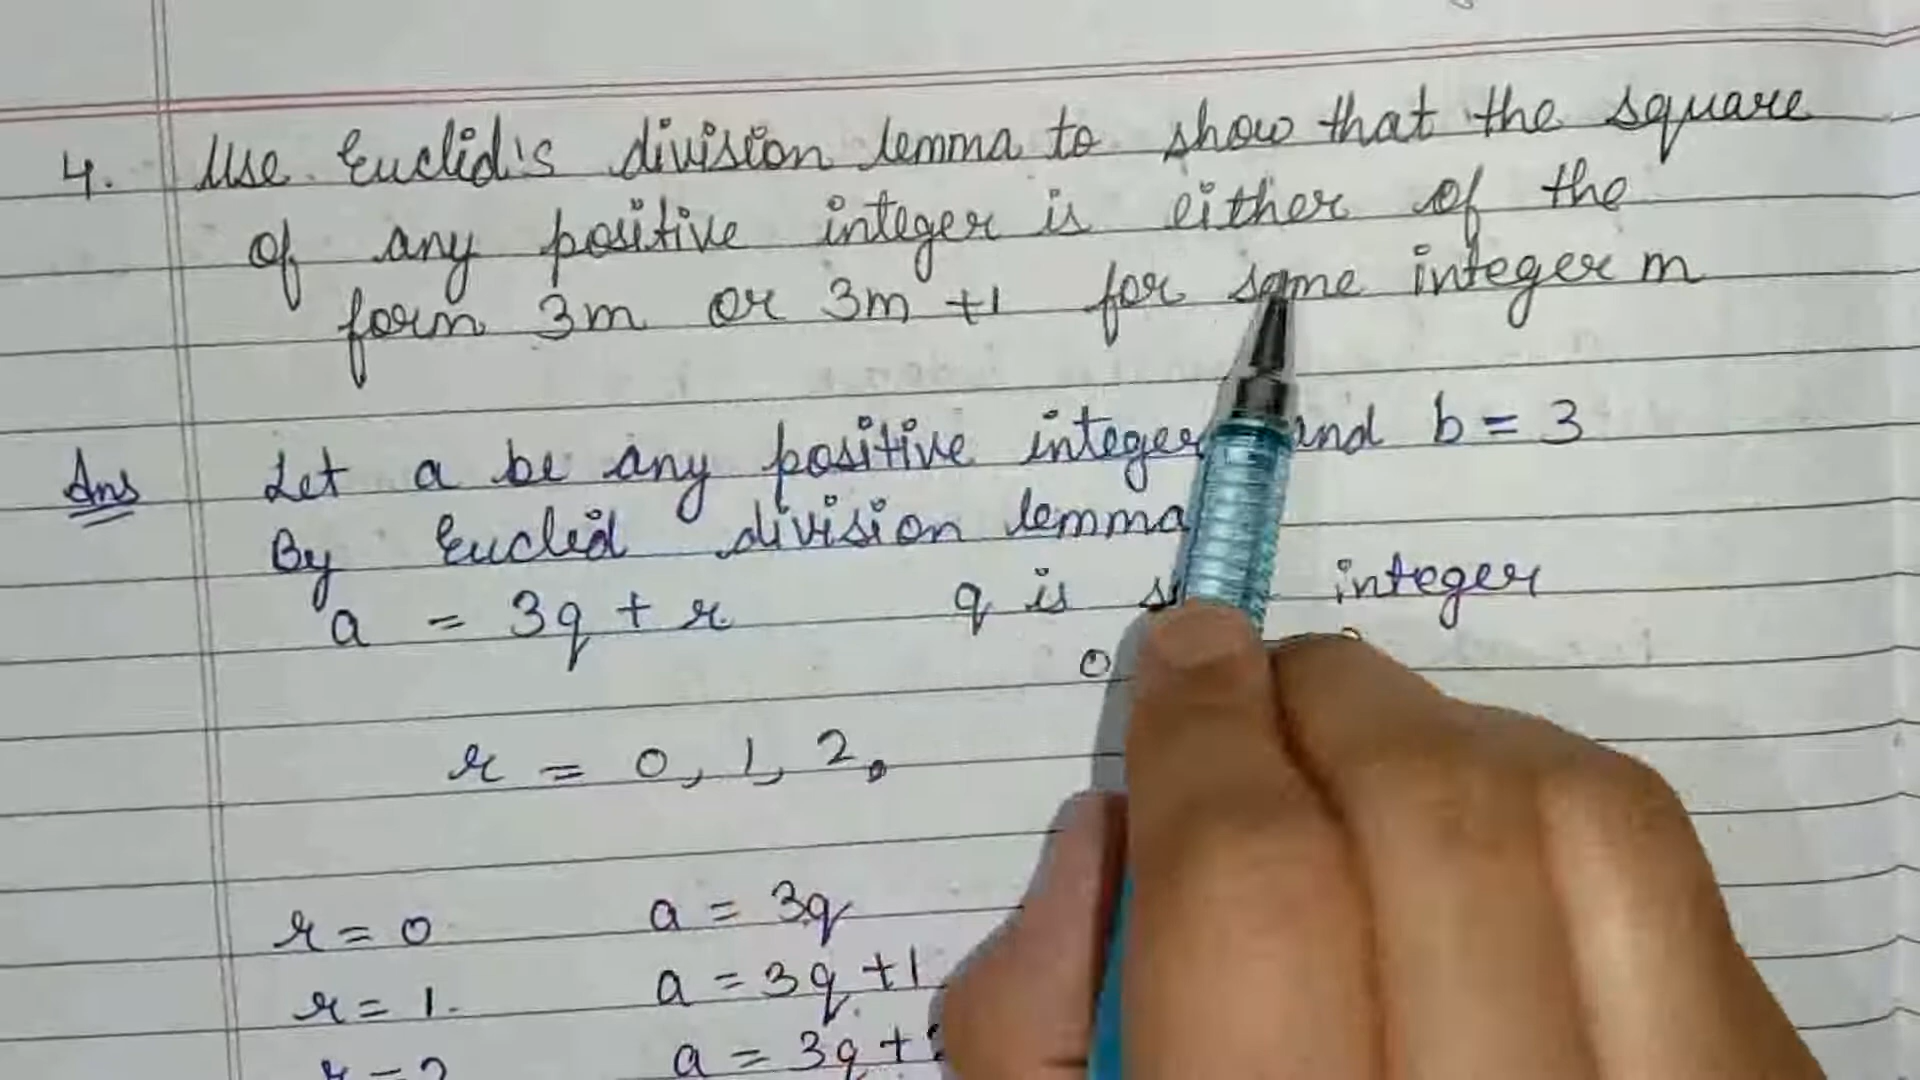 4. Use Euclid's division lemma to show that the square
of any positive integer is either of the
form 3m or 3m +1 for some integer m
Ans Let a be any positive integer and b = 3
By Euclid division lemma
a = 3q + r q is integer
0
r = 0, 1, 2.
r = 0 a = 3q
r = 1. a = 3q +1
r = 2 a = 3q +